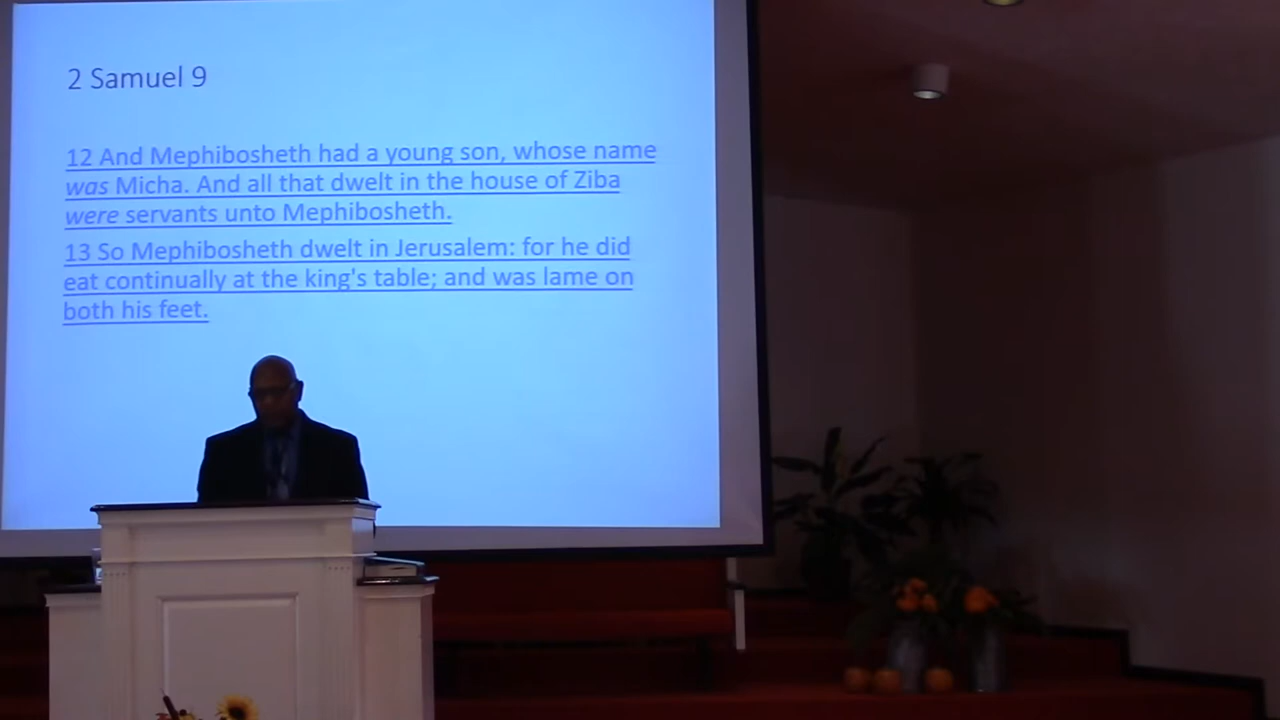 2 Samuel 9
12 And Mephibosheth had a young son, whose name
was Micha. And all that dwelt in the house of Ziba
were servants unto Mephibosheth.
13 So Mephibosheth dwelt in Jerusalem: for he did
eat continually at the king's table; and was lame on
both his feet.